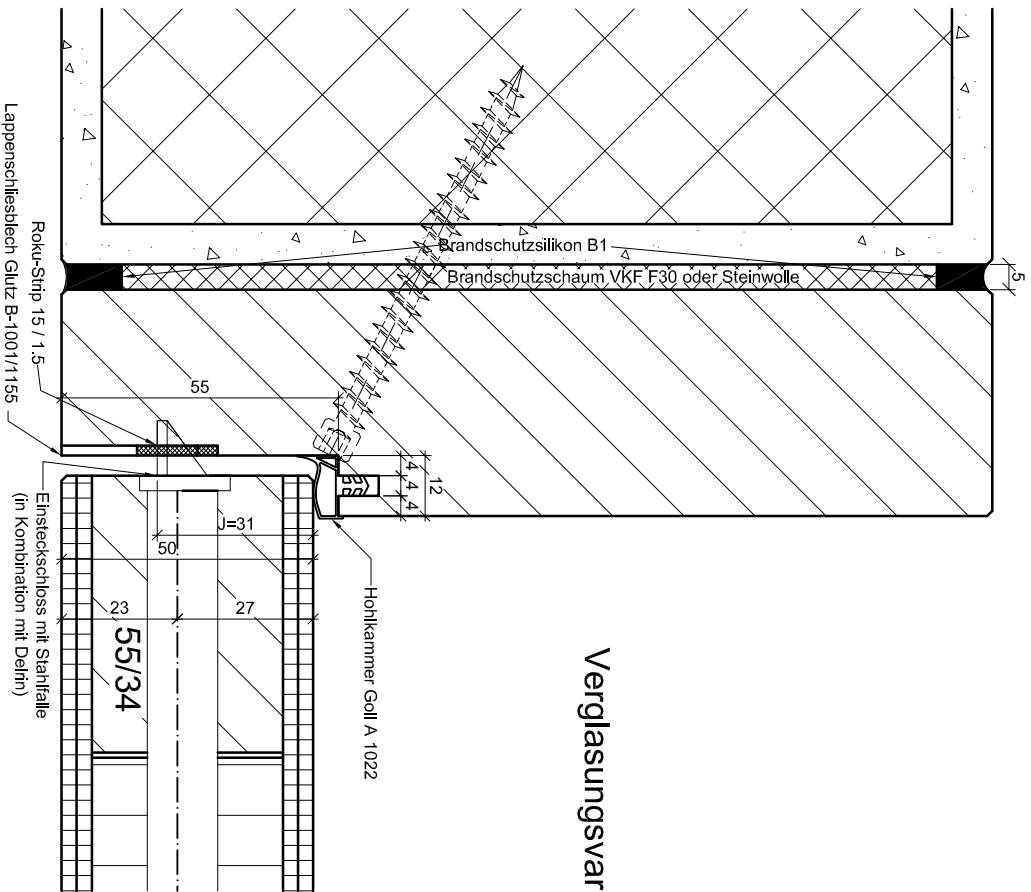 Brandschutzsilikon B1
Brandschutzschaum VKF F30 oder Steinwolle
5
55
12
4
4
4
J=31
50
23
27
55/34
Roku-Strip 15 / 1.5
Lappenschliesblech Glutz B-1001/1155
Einsteckschloss mit Stahlfalle
(in Kombination mit Delrin)
Hohlkammer Goll A 1022
Verglasungsvar